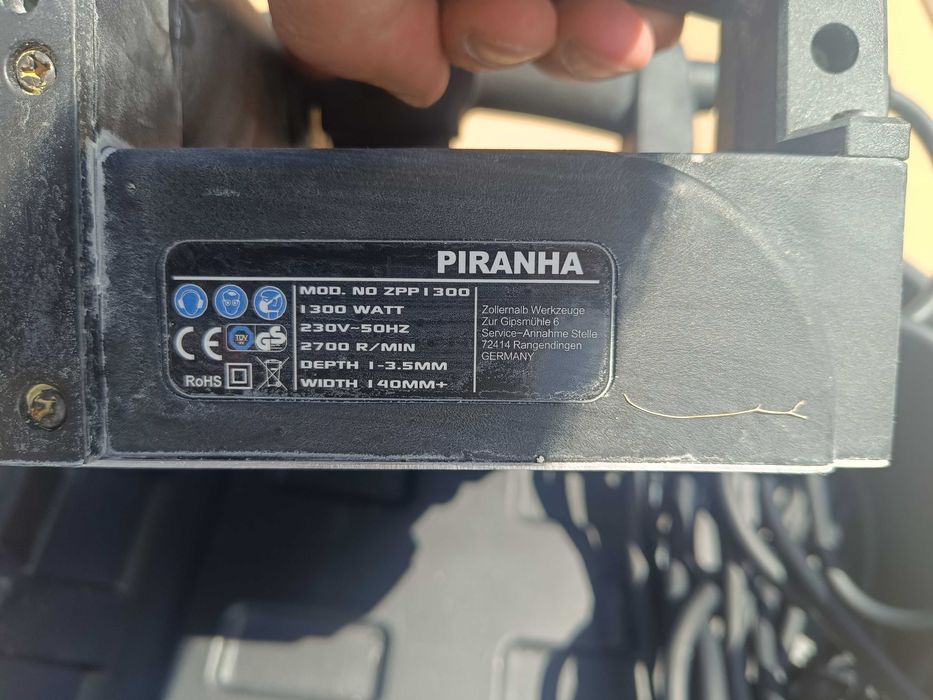 PIRANHA
MOD. NO ZPP1300
1300 WATT
230V~50HZ
2700 R/MIN
DEPTH 1-3.5MM
WIDTH 140MM+
Zollernalb Werkzeuge
Zur Gipsmühle 6
Service-Annahme Stelle
72414 Rangendingen
GERMANY
CE
TÜV
GS
RoHS